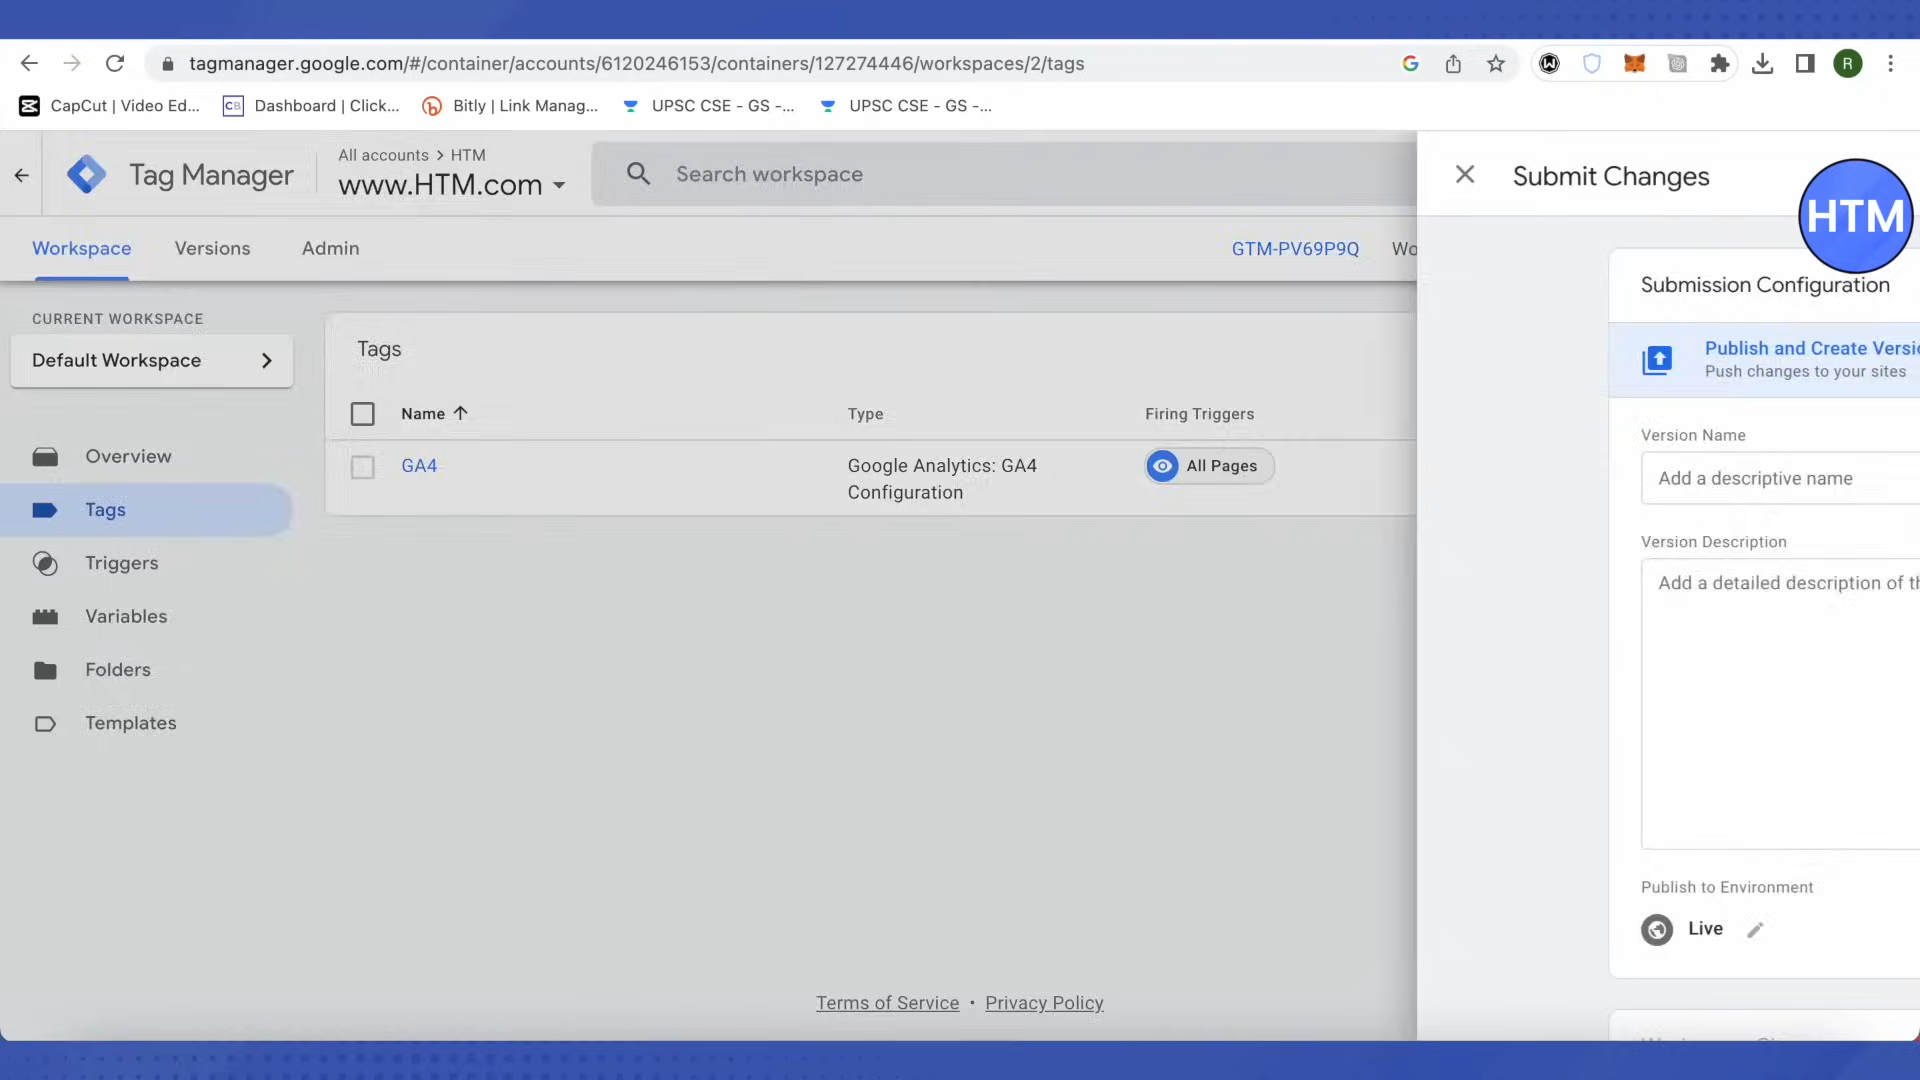 tagmanager.google.com/#/container/accounts/6120246153/containers/127274446/workspaces/2/tags
R
CapCut | Video Ed...
CB
Dashboard | Click...
Bitly | Link Manag...
UPSC CSE - GS -...
UPSC CSE - GS -...
Tag Manager
All accounts > HTM
www.HTM.com
Search workspace
Submit Changes
HTM
Workspace
Versions
Admin
GTM-PV69P9Q
Wo
Submission Configuration
CURRENT WORKSPACE
Default Workspace
Publish and Create Versio
Push changes to your sites
Tags
Name
Type
Firing Triggers
GA4
Google Analytics: GA4
Configuration
All Pages
Version Name
Add a descriptive name
Overview
Tags
Triggers
Variables
Folders
Templates
Version Description
Add a detailed description of th
Publish to Environment
Live
Terms of Service • Privacy Policy